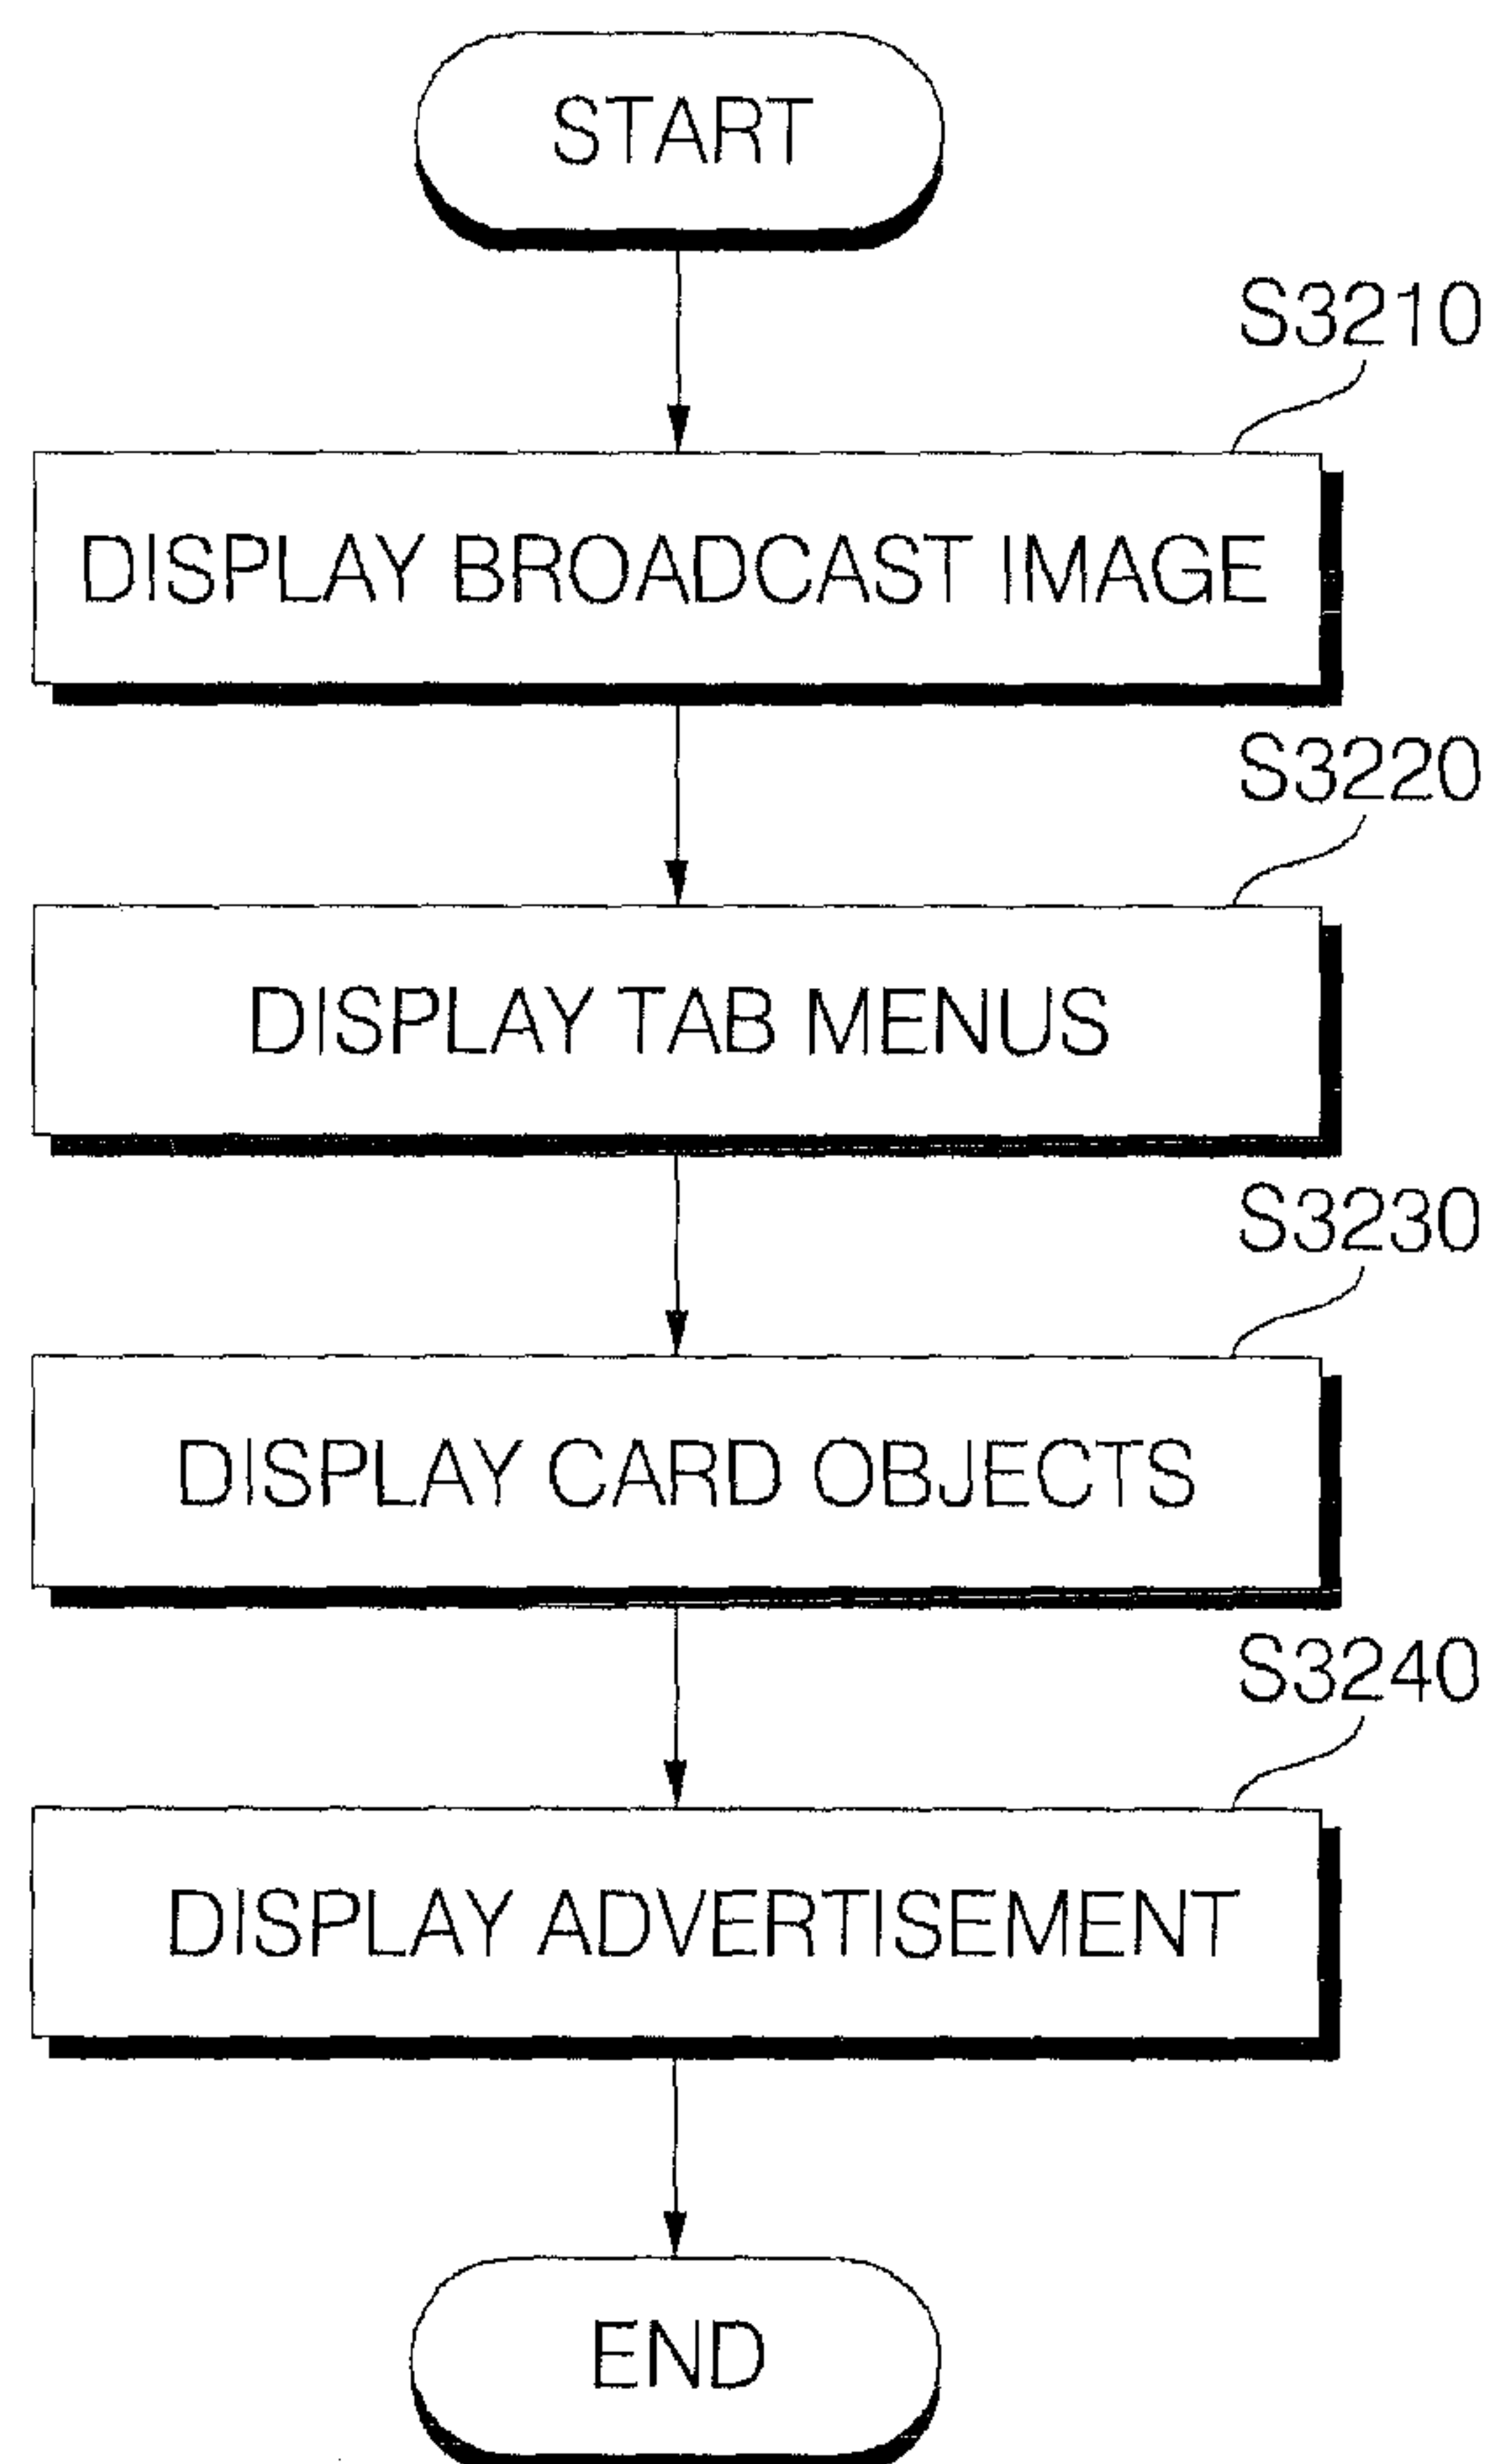 START
S3210
DISPLAY BROADCAST IMAGE
S3220
DISPLAY TAB MENUS
S3230
DISPLAY CARD OBJECTS
S3240
DISPLAY ADVERTISEMENT
END